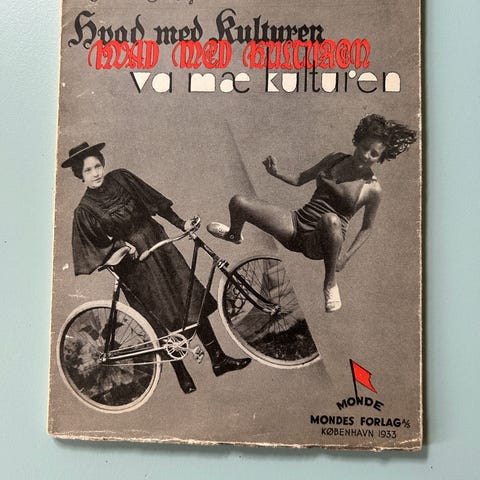 Hvad med Kulturen
HVAD MED KULTUREN
va mæ kulturen
MONDE
MONDES FORLAG A/S
KØBENHAVN 1933